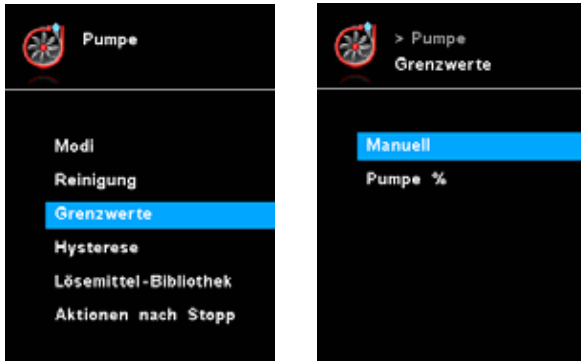 Pumpe
Modi
Reinigung
Grenzwerte
Hysterese
Lösemittel-Bibliothek
Aktionen nach Stopp
> Pumpe
Grenzwerte
Manuell
Pumpe %